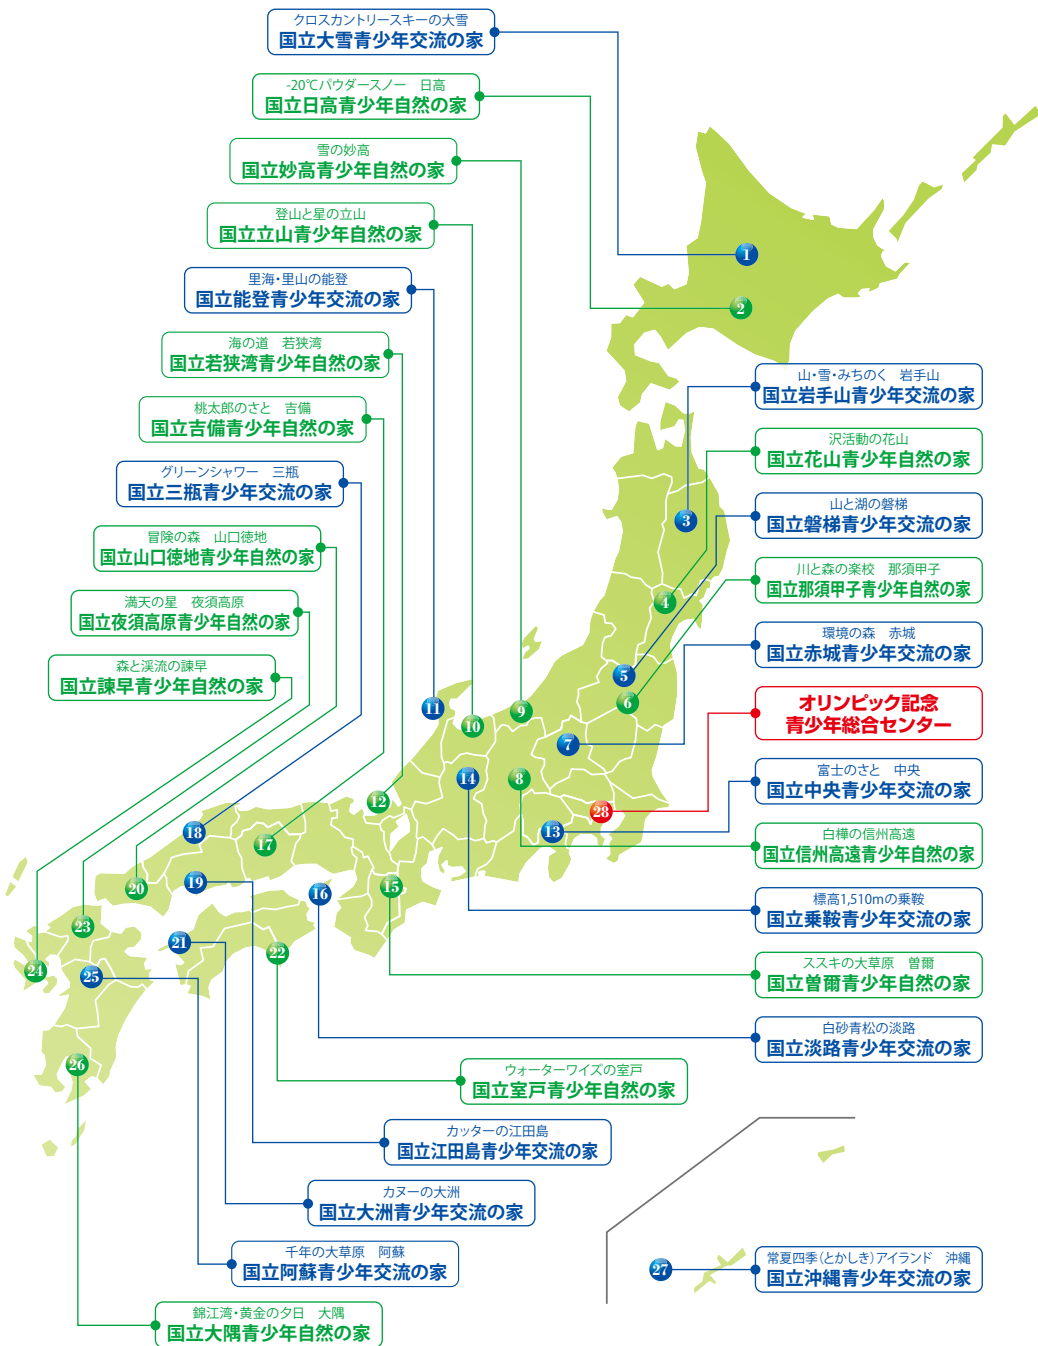 クロスカントリースキーの大雪
国立大雪青少年交流の家
-20℃パウダースノー　日高
国立日高青少年自然の家
雪の妙高
国立妙高青少年自然の家
登山と星の立山
国立立山青少年自然の家
里海・里山の能登
国立能登青少年交流の家
海の道　若狭湾
国立若狭湾青少年自然の家
桃太郎のさと　吉備
国立吉備青少年自然の家
グリーンシャワー　三瓶
国立三瓶青少年交流の家
冒険の森　山口徳地
国立山口徳地青少年自然の家
満天の星　夜須高原
国立夜須高原青少年自然の家
森と渓流の諫早
国立諫早青少年自然の家
山・雪・みちのく　岩手山
国立岩手山青少年交流の家
沢活動の花山
国立花山青少年自然の家
山と湖の磐梯
国立磐梯青少年交流の家
川と森の楽校　那須甲子
国立那須甲子青少年自然の家
環境の森　赤城
国立赤城青少年交流の家
オリンピック記念
青少年総合センター
富士のさと　中央
国立中央青少年交流の家
白樺の信州高遠
国立信州高遠青少年自然の家
標高1,510mの乗鞍
国立乗鞍青少年交流の家
ススキの大草原　曽爾
国立曽爾青少年自然の家
白砂青松の淡路
国立淡路青少年交流の家
ウォーターワイズの室戸
国立室戸青少年自然の家
カッターの江田島
国立江田島青少年交流の家
カヌーの大洲
国立大洲青少年交流の家
千年の大草原　阿蘇
国立阿蘇青少年交流の家
錦江湾・黄金の夕日　大隅
国立大隅青少年自然の家
常夏四季(とかしき)アイランド　沖縄
国立沖縄青少年交流の家
1
2
3
4
5
6
7
8
9
10
11
12
13
14
15
16
17
18
19
20
21
22
23
24
25
26
27
28